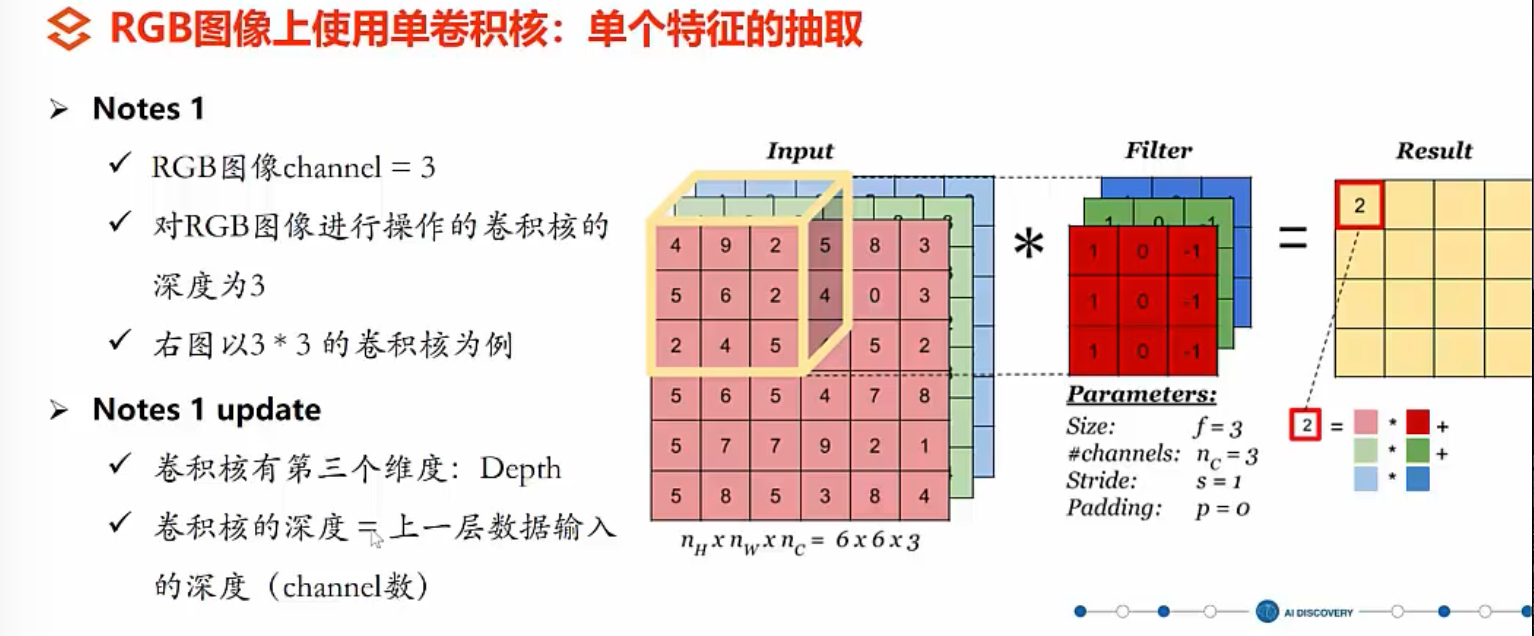 RGB图像上使用单卷积核：单个特征的抽取
Notes 1
RGB图像channel = 3
对RGB图像进行操作的卷积核的
深度为3
右图以3 * 3 的卷积核为例
Notes 1 update
卷积核有第三个维度：Depth
卷积核的深度 = 上一层数据输入
的深度（channel数）
Input
Filter
Result
4 9 2 5 8 3
5 6 2 4 0 3
2 4 5 5 2
5 6 5 4 7 8
5 7 7 9 2 1
5 8 5 3 8 4
n_H x n_W x n_C = 6 x 6 x 3
*
1 0 -1
1 0 -1
1 0 -1
1 0 -1
=
2
Parameters:
Size: f = 3
#channels: n_C = 3
Stride: s = 1
Padding: p = 0
2 = * +
* +
*
AI DISCOVERY